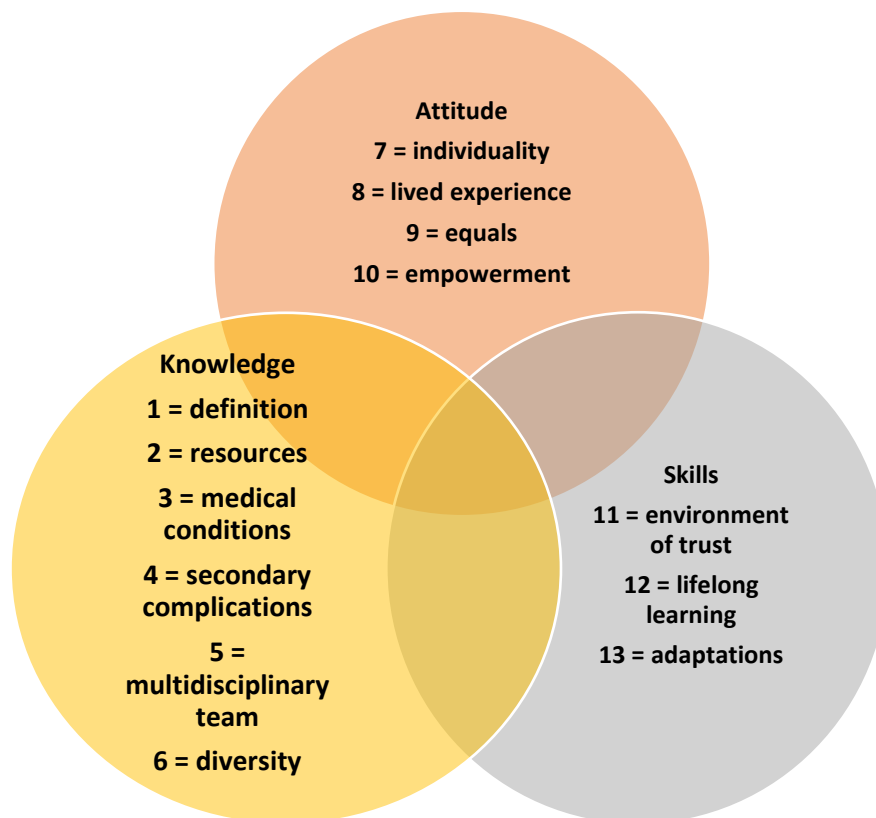 Attitude
7 = individuality
8 = lived experience
9 = equals
10 = empowerment
Knowledge
1 = definition
2 = resources
3 = medical
conditions
4 = secondary
complications
5 =
multidisciplinary
team
6 = diversity
Skills
11 = environment
of trust
12 = lifelong
learning
13 = adaptations